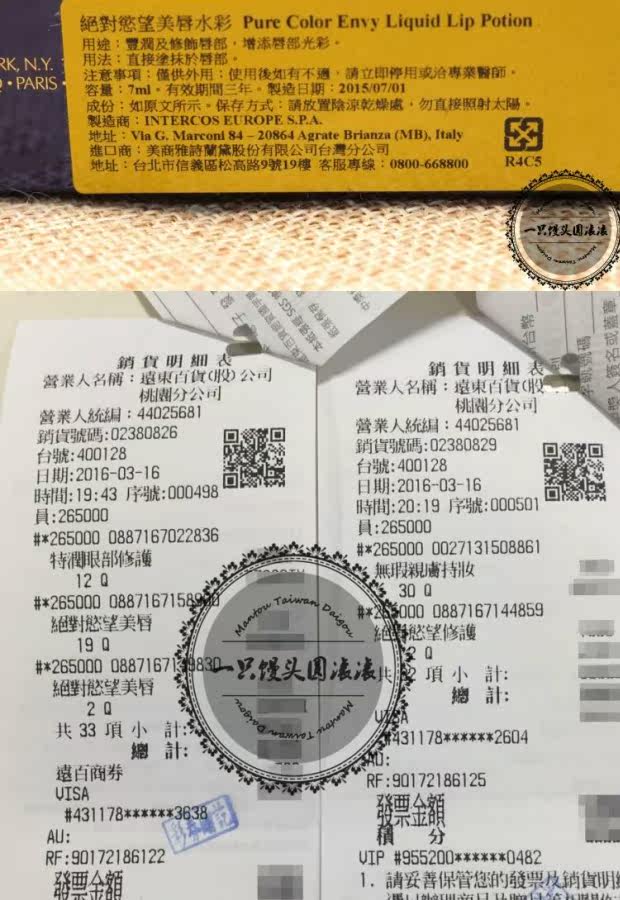 絕對慾望美唇水彩 Pure Color Envy Liquid Lip Potion
用途：豐潤及修飾唇部，增添唇部光彩。
用法：直接塗抹於唇部。
注意事項：僅供外用；使用後如有不適，請立即停用或洽專業醫師。
容量：7ml。有效期間三年。製造日期：2015/07/01
成份：如原文所示。保存方式：請放置陰涼乾燥處，勿直接照射太陽。
製造商：INTERCOS EUROPE S.P.A.
地址：Via G. Marconi 84 – 20864 Agrate Brianza (MB), Italy
進口商：美商雅詩蘭黛股份有限公司台灣分公司
地址：台北市信義區松高路9號19樓 客服專線：0800-668800
R4C5
RK, N.Y.
• PARIS •
一只馒头圆滚滚
Mantou Taiwan Daigou
銷貨明細表
營業人名稱：遠東百貨(股)公司
桃園分公司
營業人統編：44025681
銷貨號碼:02380826
台號:400128
日期:2016-03-16
時間:19:43 序號:000498
員:265000
#*265000 0887167022836
特潤眼部修護
12 Q
#*265000 0887167158
絕對慾望美唇
19 Q
#*265000 0887167
絕對慾望美唇
2 Q
共 33 項 小 計:
總 計:
遠百商券
VISA
#431178******3638
AU:
RF:90172186122
發票金額
銷貨明細表
營業人名稱：遠東百貨(股
桃園分公司
營業人統編：44025681
銷貨號碼:02380829
台號:400128
日期:2016-03-16
時間:20:19 序號:000501
員:265000
#*265000 0027131508861
無瑕親膚持妝
30 Q
0887167144859
絕對慾望修護
項 小 計:
總 計:
VISA
#431178******2604
RF:90172186125
發票金額
積 分
VIP #955200******0482
1. 請妥善保管您的發票及銷貨明細
一只馒头圆滚滚
Mantou Taiwan Daigou
Mantou Taiwan Daigou